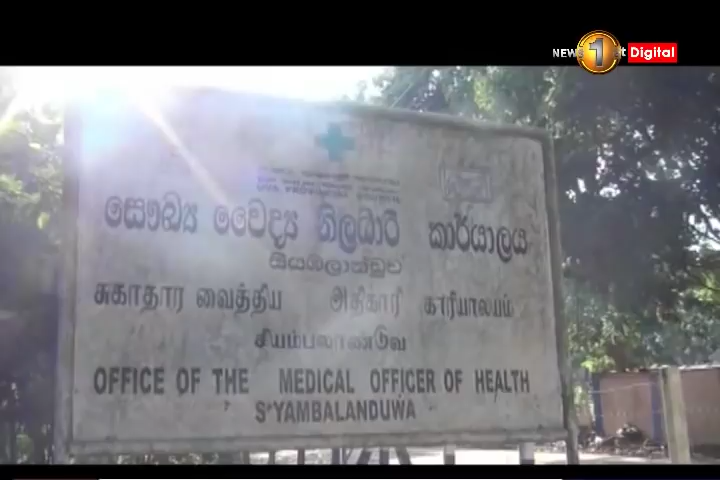 NEWS 1st Digital
සෞඛ්‍ය වෛද්‍ය නිලධාරී කාර්යාලය
සියඹලාන්ඩුව
சுகாதார வைத்திய அதிகாரி காரியாலயம்
சியம்பலாண்டுவ
OFFICE OF THE MEDICAL OFFICER OF HEALTH
S*YAMBALANDUWA